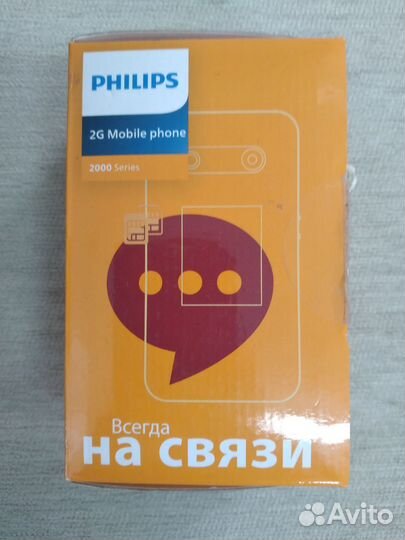 PHILIPS
2G Mobile phone
2000 Series
Всегда
на связи
Avito